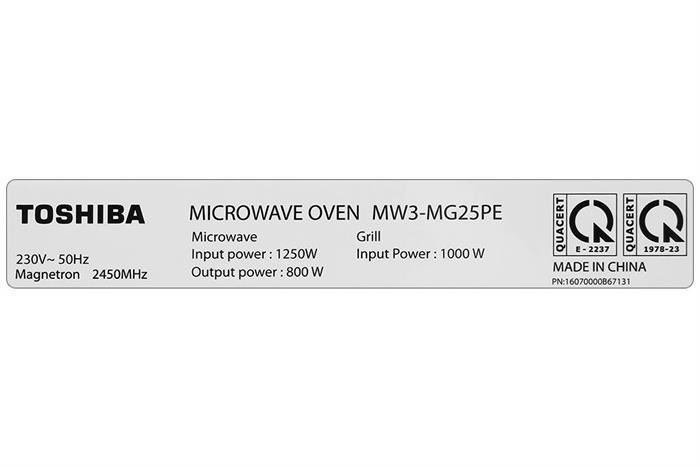 TOSHIBA
230V~ 50Hz
Magnetron 2450MHz
MICROWAVE OVEN MW3-MG25PE
Microwave
Input power : 1250W
Output power : 800 W
Grill
Input Power : 1000 W
QUACERT
E - 2237
QUACERT
1978-23
MADE IN CHINA
PN:16070000B67131